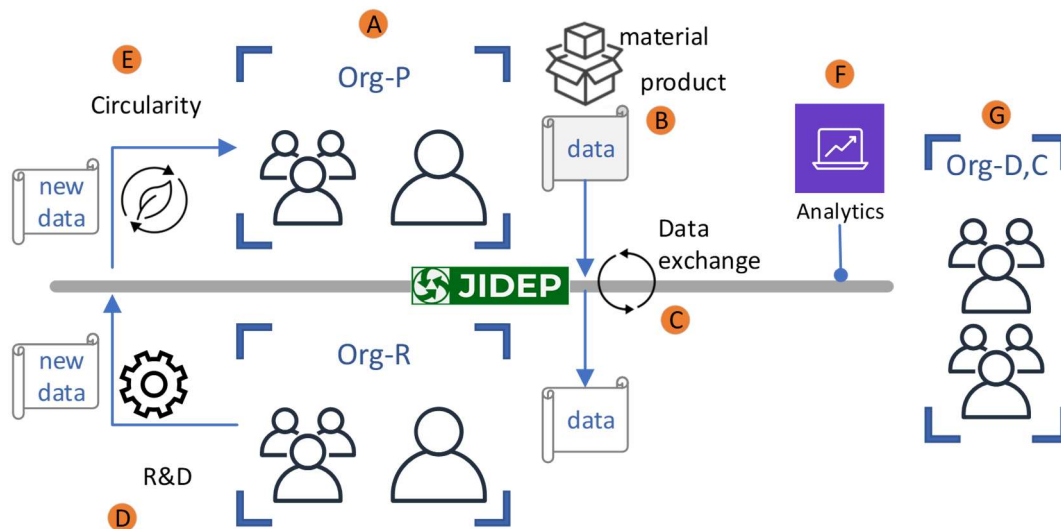 A
E
Org-P
material
product
F
Circularity
B
G
data
Org-D,C
new
data
Analytics
Data
exchange
JIDEP
C
new
data
Org-R
data
R&D
D